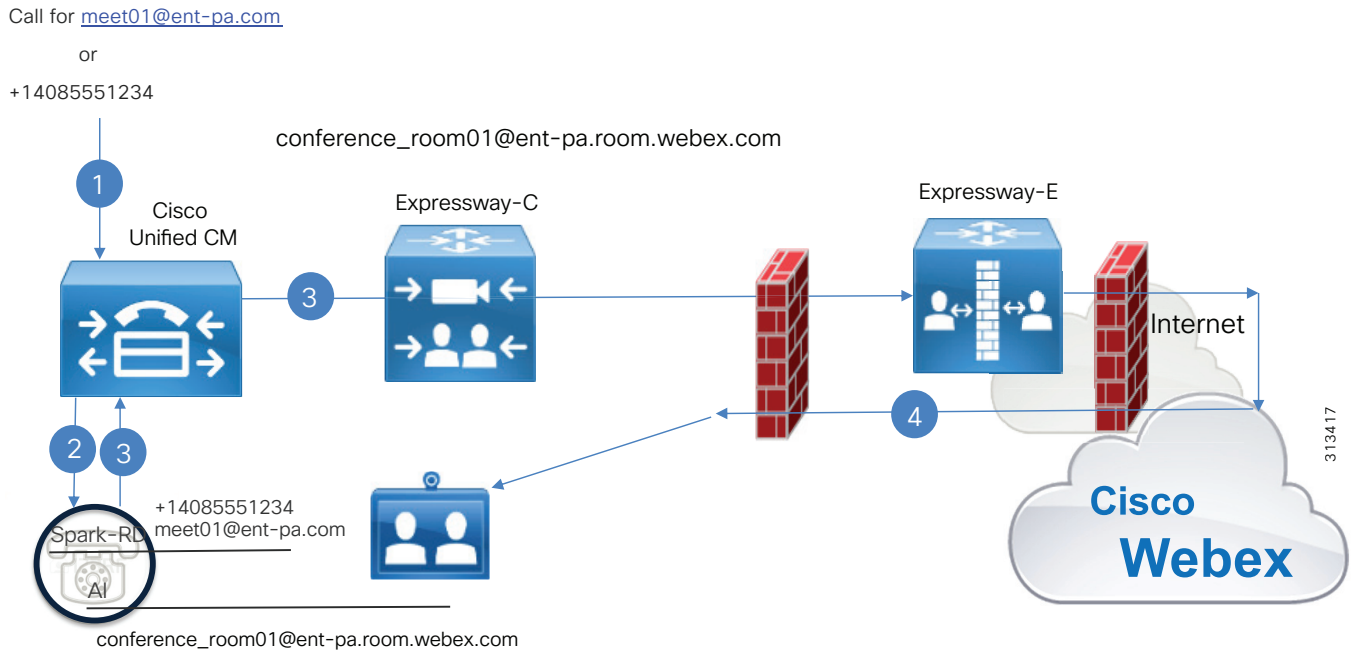 Call for meet01@ent-pa.com
or
+14085551234
conference_room01@ent-pa.room.webex.com
1
Cisco
Unified CM
Expressway-C
Expressway-E
3
Internet
4
2
3
+14085551234
meet01@ent-pa.com
Spark-RD
AI
conference_room01@ent-pa.room.webex.com
Cisco
Webex
313417